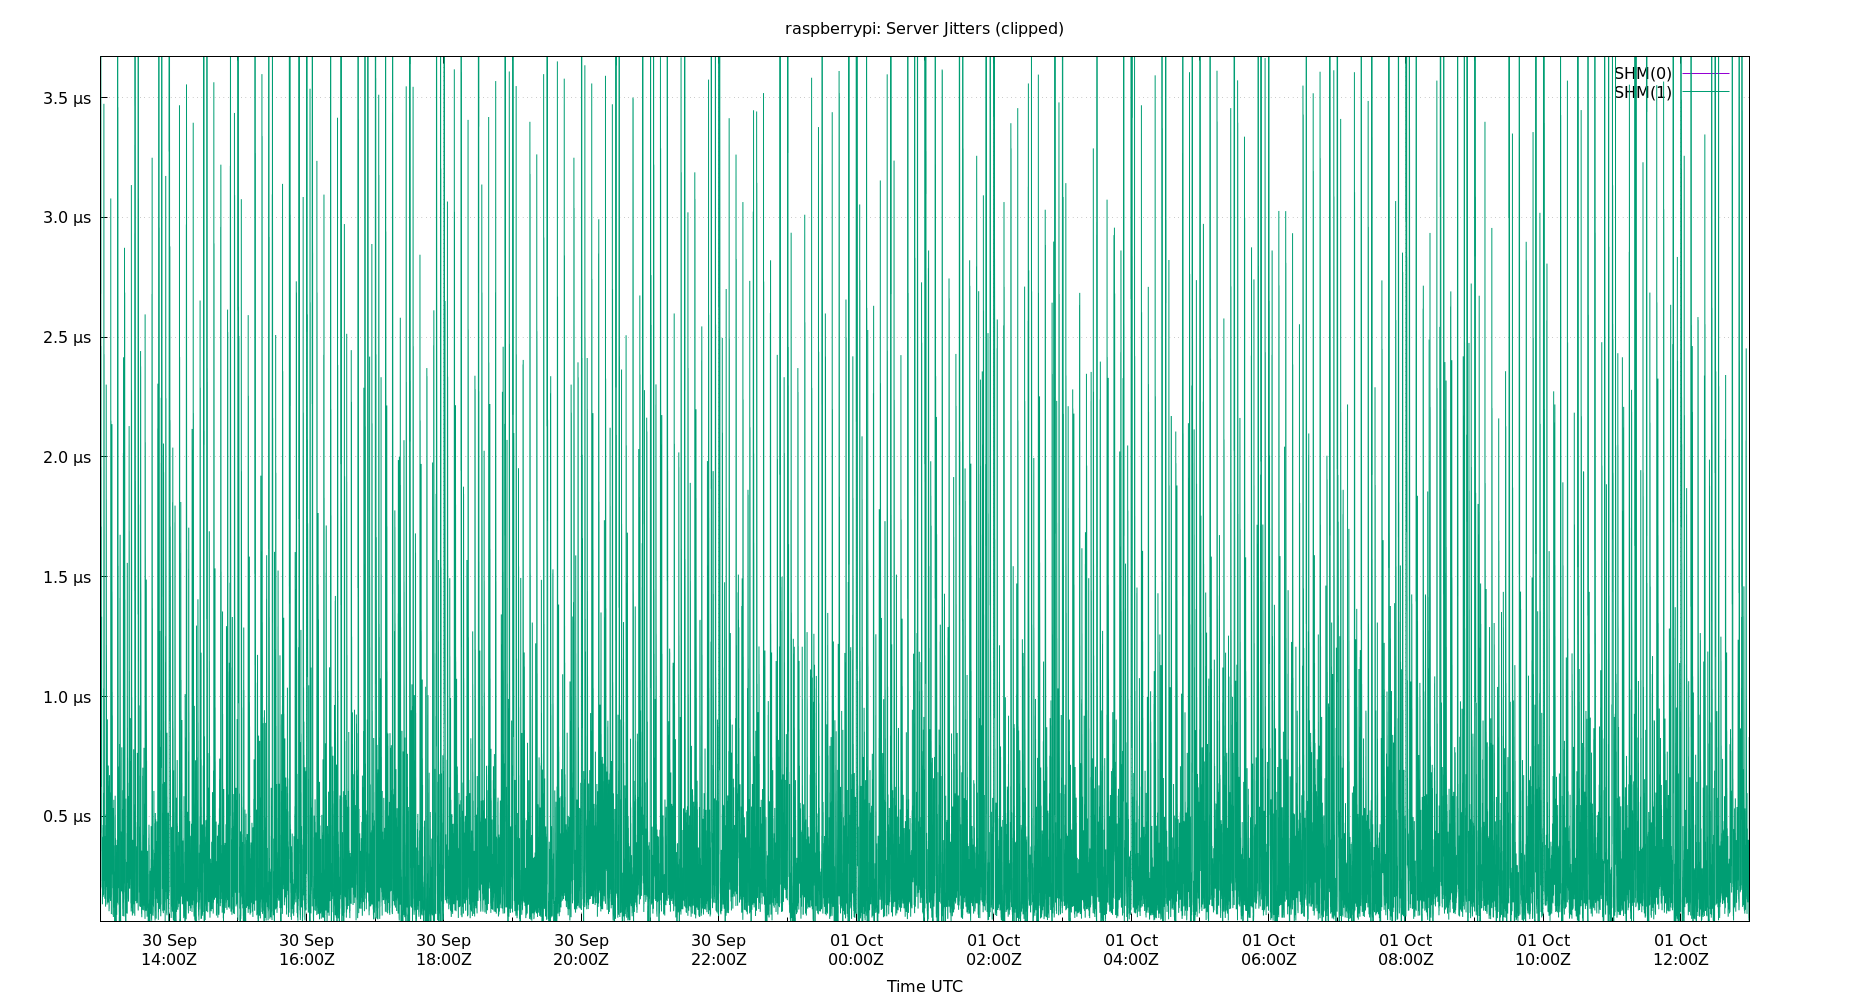 raspberrypi: Server Jitters (clipped)
SHM(0)
SHM(1)
3.5 µs
3.0 µs
2.5 µs
2.0 µs
1.5 µs
1.0 µs
0.5 µs
30 Sep 30 Sep 30 Sep 30 Sep 30 Sep 01 Oct 01 Oct 01 Oct 01 Oct 01 Oct 01 Oct 01 Oct
14:00Z 16:00Z 18:00Z 20:00Z 22:00Z 00:00Z 02:00Z 04:00Z 06:00Z 08:00Z 10:00Z 12:00Z
Time UTC